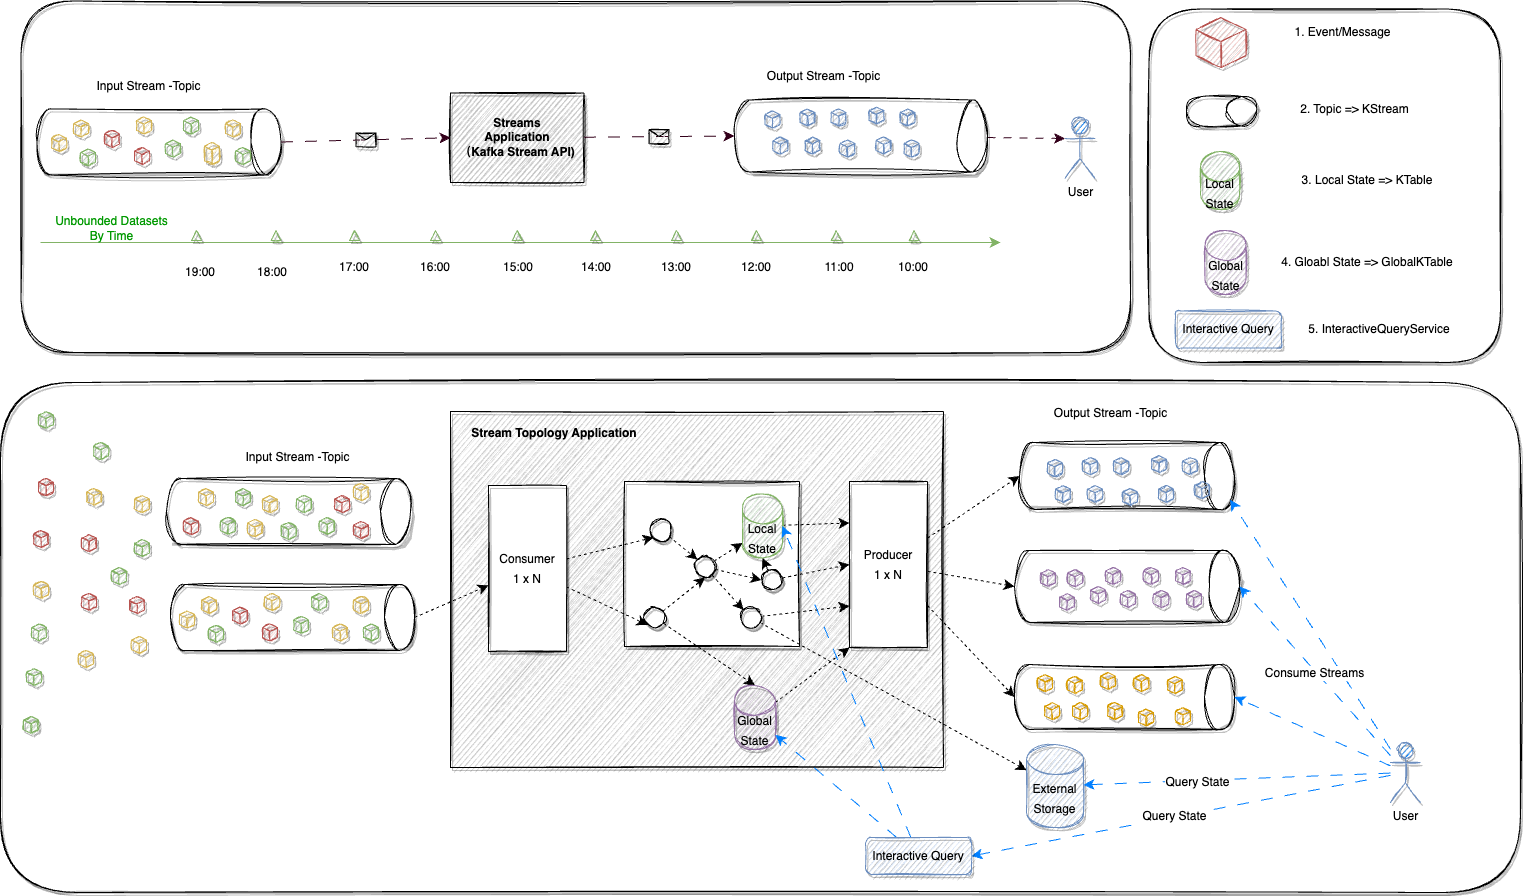 Input Stream -Topic
Streams
Application
(Kafka Stream API)
Output Stream -Topic
User
Unbounded Datasets
By Time
19:00
18:00
17:00
16:00
15:00
14:00
13:00
12:00
11:00
10:00
1. Event/Message
2. Topic => KStream
Local
State
3. Local State => KTable
Global
State
4. Gloabl State => GlobalKTable
Interactive Query
5. InteractiveQueryService
Input Stream -Topic
Stream Topology Application
Consumer
1 x N
Local
State
Producer
1 x N
Global
State
Output Stream -Topic
Consume Streams
External
Storage
Query State
Query State
User
Interactive Query